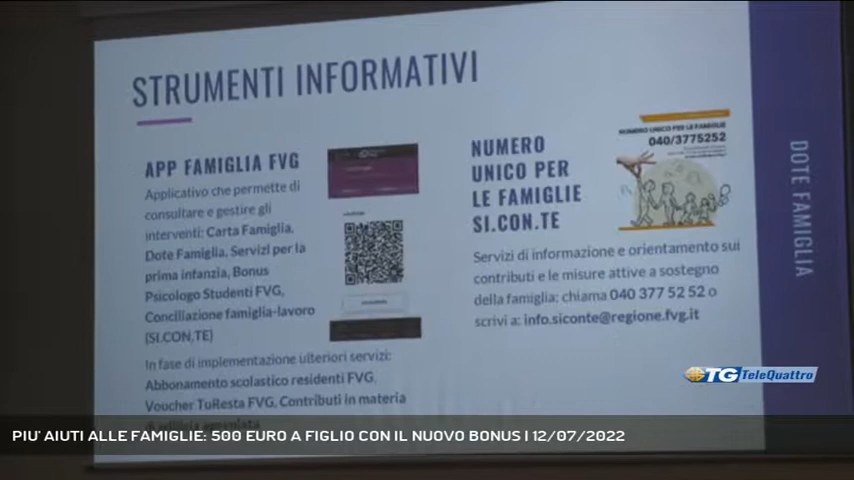 STRUMENTI INFORMATIVI
APP FAMIGLIA FVG
Applicativo che permette di
consultare e gestire gli
interventi: Carta Famiglia,
Dote Famiglia, Servizi per la
prima infanzia, Bonus
Psicologo Studenti FVG,
Conciliazione famiglia-lavoro
(SI.CON.TE)
In fase di implementazione ulteriori servizi:
Abbonamento scolastico residenti FVG,
Voucher TuResta FVG, Contributi in materia
NUMERO
UNICO PER
LE FAMIGLIE
SI.CON.TE
NUMERO UNICO PER LE FAMIGLIE
040/3775252
Servizi di informazione e orientamento sui
contributi e le misure attive a sostegno
della famiglia: chiama 040 377 52 52 o
scrivi a: info.siconte@regione.fvg.it
DOTE FAMIGLIA
TG TeleQuattro
PIU' AIUTI ALLE FAMIGLIE: 500 EURO A FIGLIO CON IL NUOVO BONUS | 12/07/2022